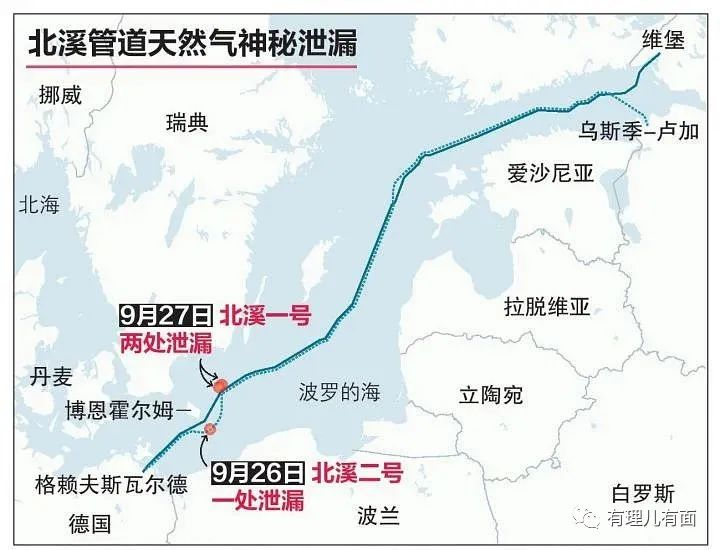 北溪管道天然气神秘泄漏
维堡
挪威
瑞典
乌斯季-卢加
爱沙尼亚
北海
9月27日 北溪一号
两处泄漏
拉脱维亚
丹麦
波罗的海
立陶宛
博恩霍尔姆
格赖夫斯瓦尔德
9月26日 北溪二号
一处泄漏
德国
波兰
白罗斯
有理儿有面